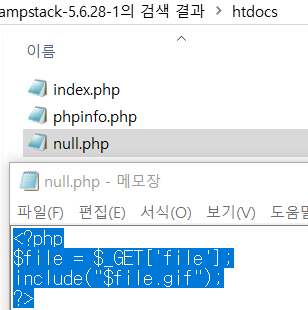 ampstack-5.6.28-1의 검색 결과 > htdocs
이름
index.php
phpinfo.php
null.php
null.php - 메모장
파일(F) 편집(E) 서식(O) 보기(V) 도움말
<?php
$file = $_GET['file'];
include("$file.gif");
?>